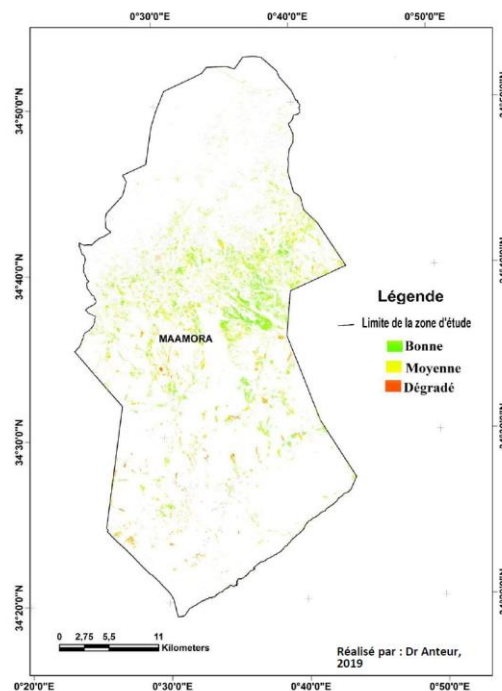 0°30'0"E 0°40'0"E 0°50'0"E
34°50'0"N
34°40'0"N
34°30'0"N
34°20'0"N
MAAMORA
Légende
Limite de la zone d'étude
Bonne
Moyenne
Dégradé
0 2,75 5,5 11
Kilometers
Réalisé par : Dr Anteur,
2019
0°20'0"E 0°30'0"E 0°40'0"E 0°50'0"E